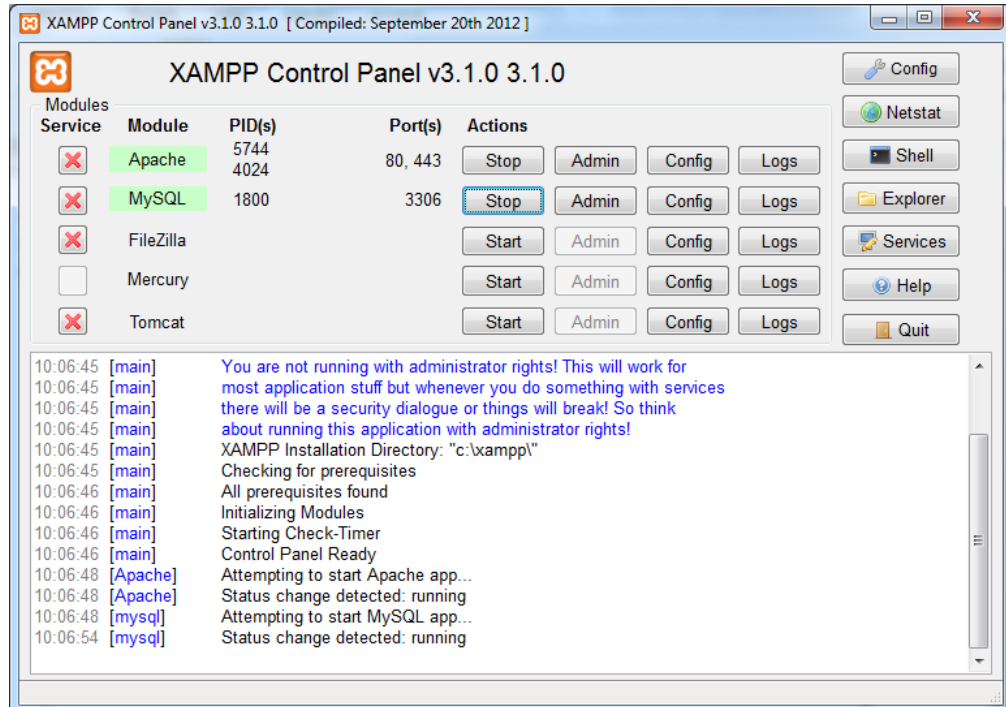 XAMPP Control Panel v3.1.0 3.1.0 [ Compiled: September 20th 2012 ]
XAMPP Control Panel v3.1.0 3.1.0
Config
Modules
Netstat
Service Module PID(s) Port(s) Actions
Apache 5744 4024 80, 443 Stop Admin Config Logs
Shell
MySQL 1800 3306 Stop Admin Config Logs
Explorer
FileZilla Start Admin Config Logs
Services
Mercury Start Admin Config Logs
Help
Tomcat Start Admin Config Logs
Quit
10:06:45 [main] You are not running with administrator rights! This will work for
10:06:45 [main] most application stuff but whenever you do something with services
10:06:45 [main] there will be a security dialogue or things will break! So think
10:06:45 [main] about running this application with administrator rights!
10:06:45 [main] XAMPP Installation Directory: "c:\xampp\"
10:06:45 [main] Checking for prerequisites
10:06:46 [main] All prerequisites found
10:06:46 [main] Initializing Modules
10:06:46 [main] Starting Check-Timer
10:06:46 [main] Control Panel Ready
10:06:48 [Apache] Attempting to start Apache app...
10:06:48 [Apache] Status change detected: running
10:06:48 [mysql] Attempting to start MySQL app...
10:06:54 [mysql] Status change detected: running